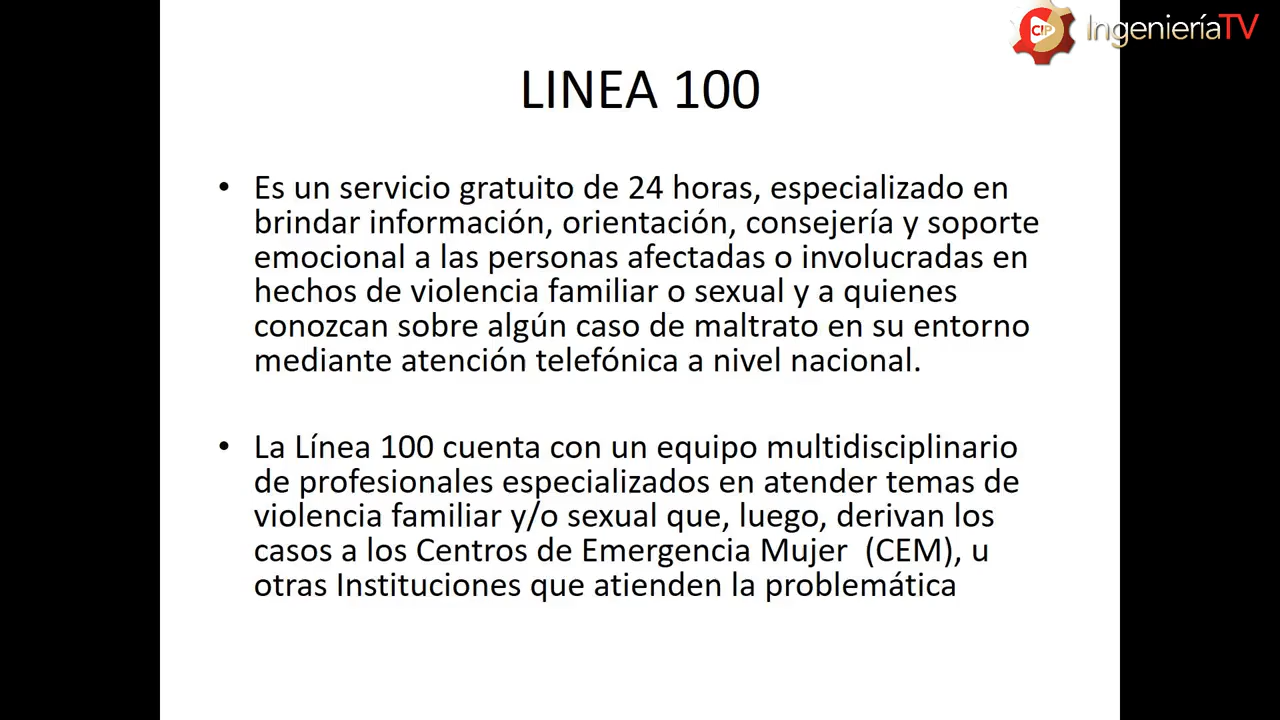 CIP IngenieríaTV
LINEA 100
• Es un servicio gratuito de 24 horas, especializado en
brindar información, orientación, consejería y soporte
emocional a las personas afectadas o involucradas en
hechos de violencia familiar o sexual y a quienes
conozcan sobre algún caso de maltrato en su entorno
mediante atención telefónica a nivel nacional.
• La Línea 100 cuenta con un equipo multidisciplinario
de profesionales especializados en atender temas de
violencia familiar y/o sexual que, luego, derivan los
casos a los Centros de Emergencia Mujer  (CEM), u
otras Instituciones que atienden la problemática